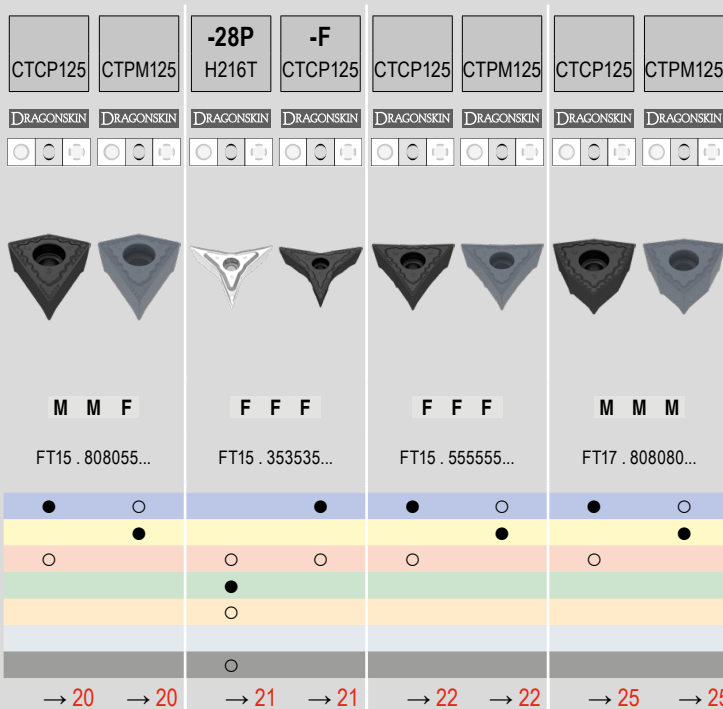 -28P -F
CTCP125 CTPM125 H216T CTCP125 CTCP125 CTPM125 CTCP125 CTPM125
DRAGONSKIN DRAGONSKIN DRAGONSKIN DRAGONSKIN DRAGONSKIN DRAGONSKIN DRAGONSKIN DRAGONSKIN
M M F F F F F F F M M M
FT15 . 808055... FT15 . 353535... FT15 . 555555... FT17 . 808080...
→ 20 → 20 → 21 → 21 → 22 → 22 → 25 → 25